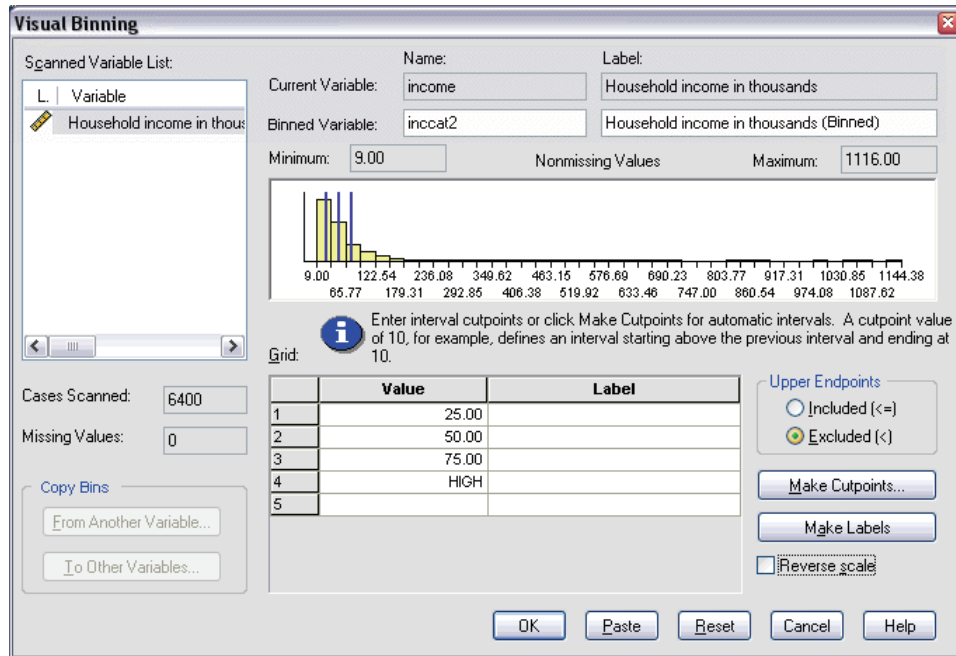 Visual Binning
Scanned Variable List:
L. Variable
Household income in thous
Name: Label:
Current Variable: income Household income in thousands
Binned Variable: inccat2 Household income in thousands (Binned)
Minimum: 9.00 Nonmissing Values Maximum: 1116.00
9.00 122.54 236.08 349.62 463.15 576.69 690.23 803.77 917.31 1030.85 1144.38
65.77 179.31 292.85 406.38 519.92 633.46 747.00 860.54 974.08 1087.62
Enter interval cutpoints or click Make Cutpoints for automatic intervals. A cutpoint value
of 10, for example, defines an interval starting above the previous interval and ending at
10.
Grid:
Value Label
1 25.00
2 50.00
3 75.00
4 HIGH
5
Cases Scanned: 6400
Missing Values: 0
Copy Bins
From Another Variable...
To Other Variables...
Upper Endpoints
Included (<=)
Excluded (<)
Make Cutpoints...
Make Labels
Reverse scale
OK Paste Reset Cancel Help